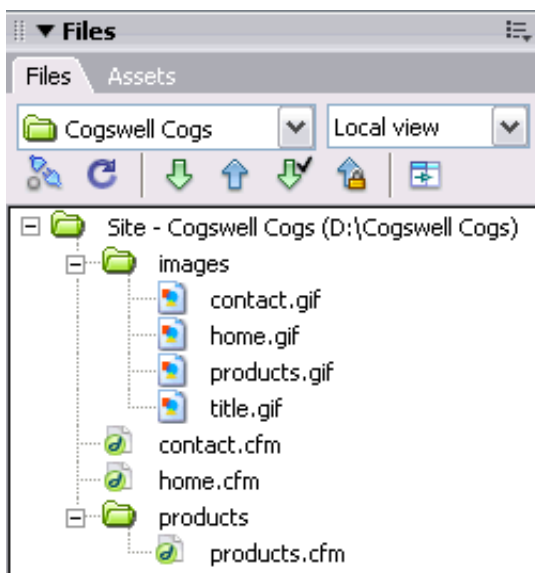 Files
Files Assets
Cogswell Cogs Local view
Site - Cogswell Cogs (D:\Cogswell Cogs)
images
contact.gif
home.gif
products.gif
title.gif
contact.cfm
home.cfm
products
products.cfm